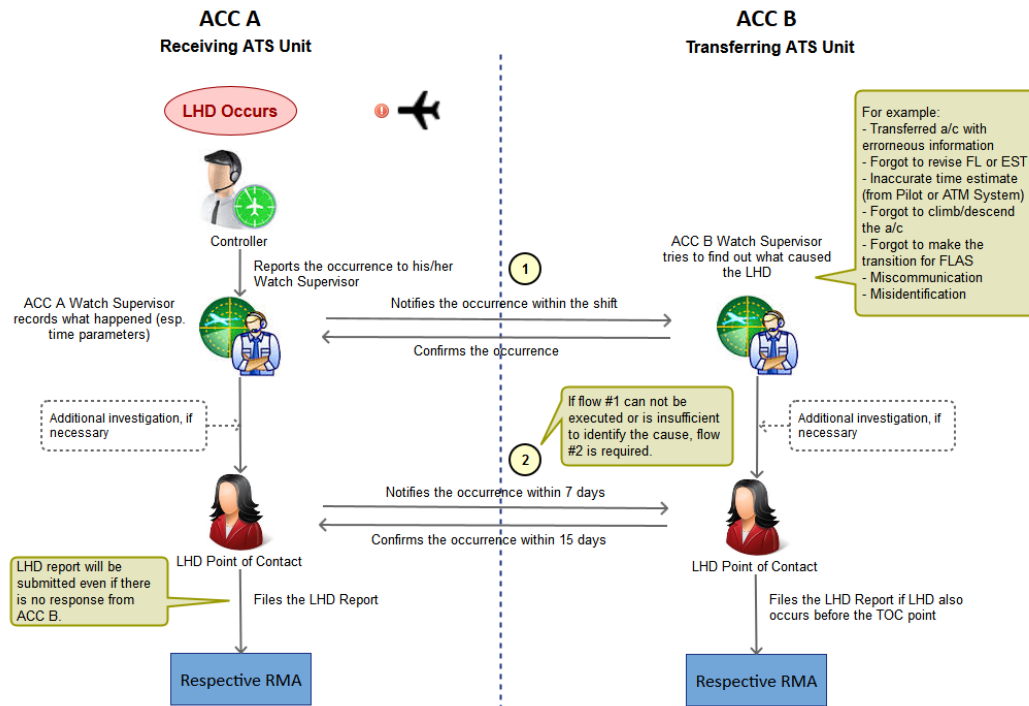 ACC A
Receiving ATS Unit
ACC B
Transferring ATS Unit
LHD Occurs
!
For example:
- Transferred a/c with
errorneous information
- Forgot to revise FL or EST
- Inaccurate time estimate
(from Pilot or ATM System)
- Forgot to climb/descend
the a/c
- Forgot to make the
transition for FLAS
- Miscommunication
- Misidentification
Controller
Reports the occurrence to his/her
Watch Supervisor
1
ACC B Watch Supervisor
tries to find out what caused
the LHD
ACC A Watch Supervisor
records what happened (esp.
time parameters)
Notifies the occurrence within the shift
Confirms the occurrence
Additional investigation, if
necessary
If flow #1 can not be
executed or is insufficient
to identify the cause, flow
#2 is required.
Additional investigation, if
necessary
2
Notifies the occurrence within 7 days
Confirms the occurrence within 15 days
LHD Point of Contact
LHD Point of Contact
LHD report will be
submitted even if there
is no response from
ACC B.
Files the LHD Report
Files the LHD Report if LHD also
occurs before the TOC point
Respective RMA
Respective RMA